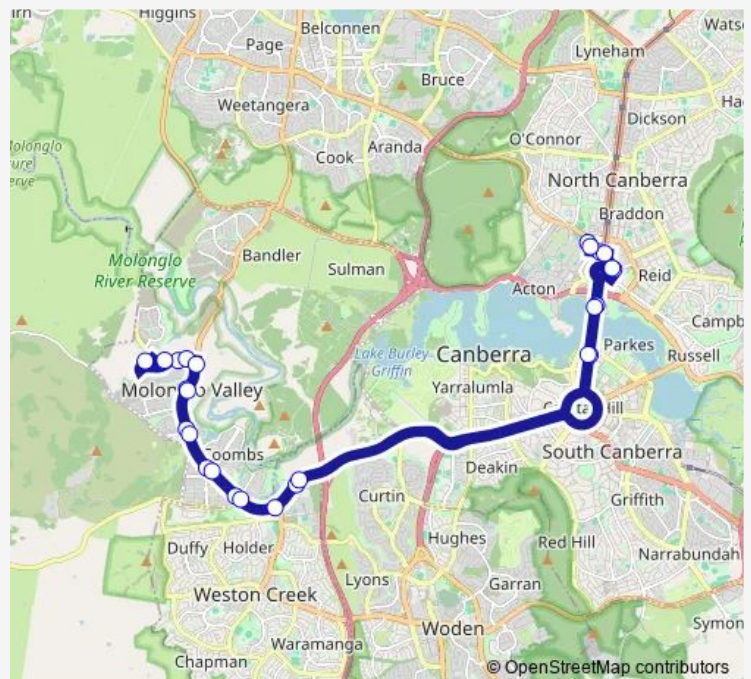 Higgins
Belconnen
Page
Lyneham
Bruce
Weetangera
Dickson
O'Connor
Aranda
Cook
North Canberra
Braddon
Bandler
Molonglo
River Reserve
Sulman
Reid
Acton
Parkes
Russell
Lake Burley
Griffin
Canberra
Yarralumla
Molonglo Valley
Hill
South Canberra
Coombs
Deakin
Curtin
Griffith
Duffy
Holder
Hughes
Red Hill
Narrabundah
Lyons
Garran
Weston Creek
Woden
Waramanga
Chapman
© OpenStreetMap contributors